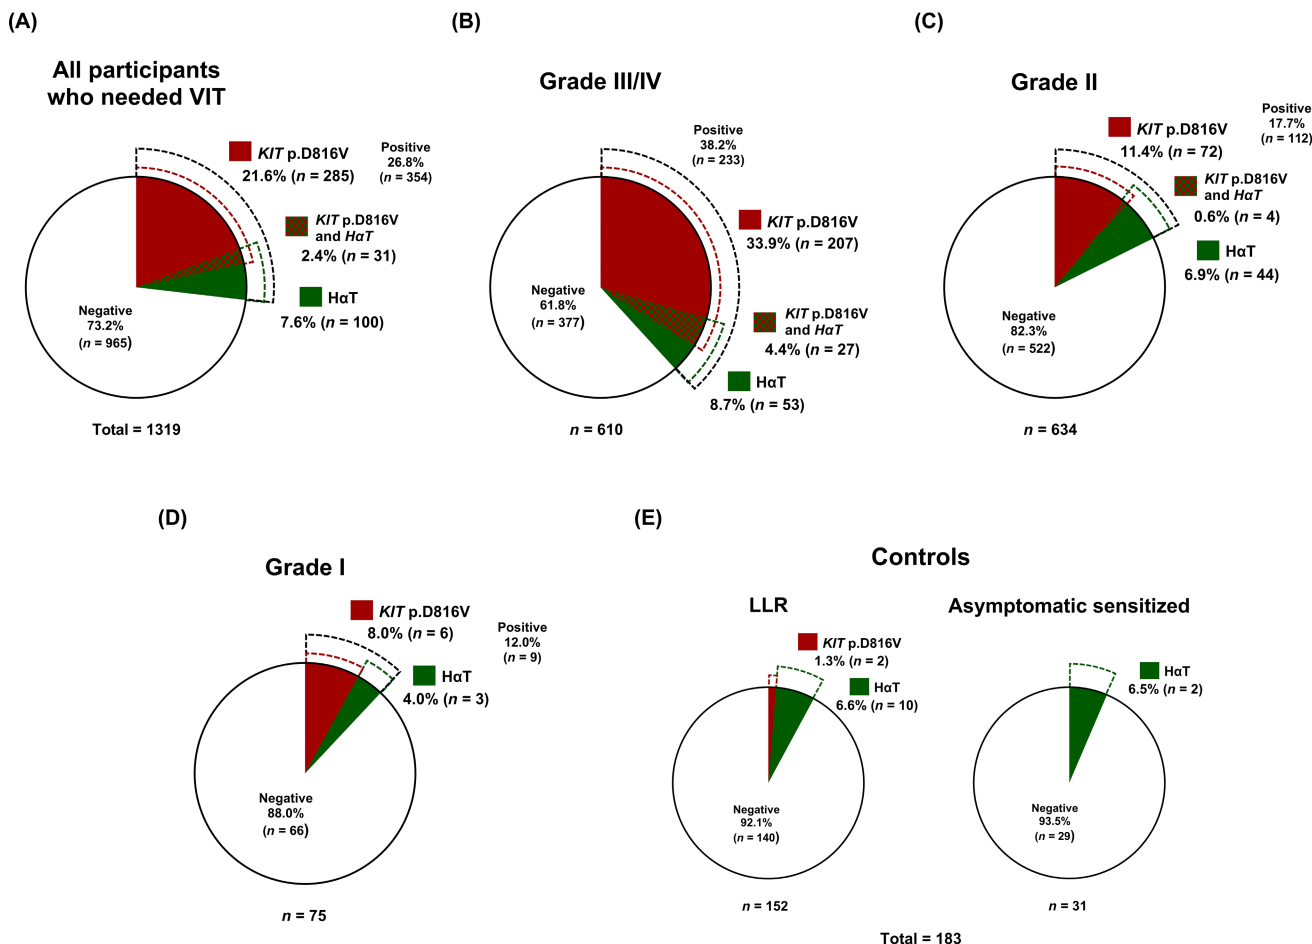 (A)
All participants
who needed VIT
KIT p.D816V
21.6% (n = 285)
Positive
26.8%
(n = 354)
KIT p.D816V
and HαT
2.4% (n = 31)
HαT
7.6% (n = 100)
Negative
73.2%
(n = 965)
Total = 1319
(B)
Grade III/IV
Positive
38.2%
(n = 233)
KIT p.D816V
33.9% (n = 207)
KIT p.D816V
and HαT
4.4% (n = 27)
HαT
8.7% (n = 53)
Negative
61.8%
(n = 377)
n = 610
(C)
Grade II
Positive
17.7%
(n = 112)
KIT p.D816V
11.4% (n = 72)
KIT p.D816V
and HαT
0.6% (n = 4)
HαT
6.9% (n = 44)
Negative
82.3%
(n = 522)
n = 634
(D)
Grade I
KIT p.D816V
8.0% (n = 6)
Positive
12.0%
(n = 9)
HαT
4.0% (n = 3)
Negative
88.0%
(n = 66)
n = 75
(E)
Controls
LLR
KIT p.D816V
1.3% (n = 2)
HαT
6.6% (n = 10)
Negative
92.1%
(n = 140)
n = 152
Asymptomatic sensitized
HαT
6.5% (n = 2)
Negative
93.5%
(n = 29)
n = 31
Total = 183